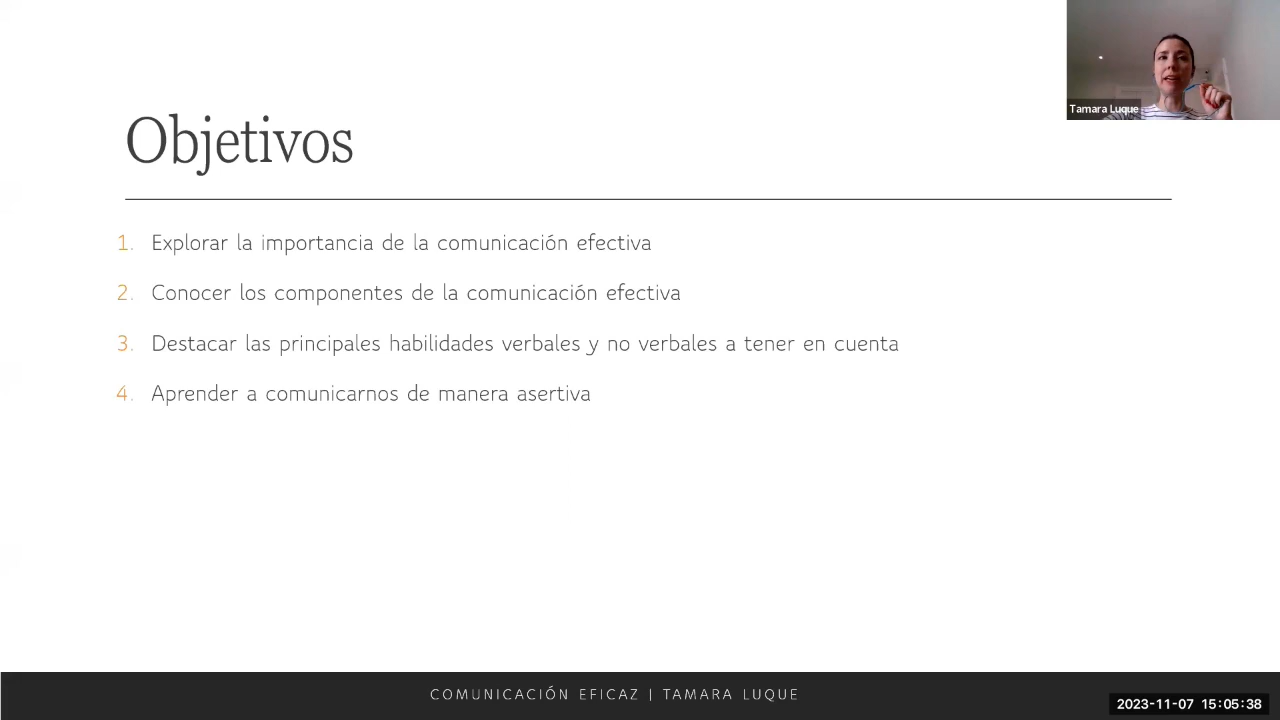 Tamara Luque
Objetivos
1. Explorar la importancia de la comunicación efectiva
2. Conocer los componentes de la comunicación efectiva
3. Destacar las principales habilidades verbales y no verbales a tener en cuenta
4. Aprender a comunicarnos de manera asertiva
COMUNICACIÓN EFICAZ | TAMARA LUQUE
2023-11-07 15:05:38